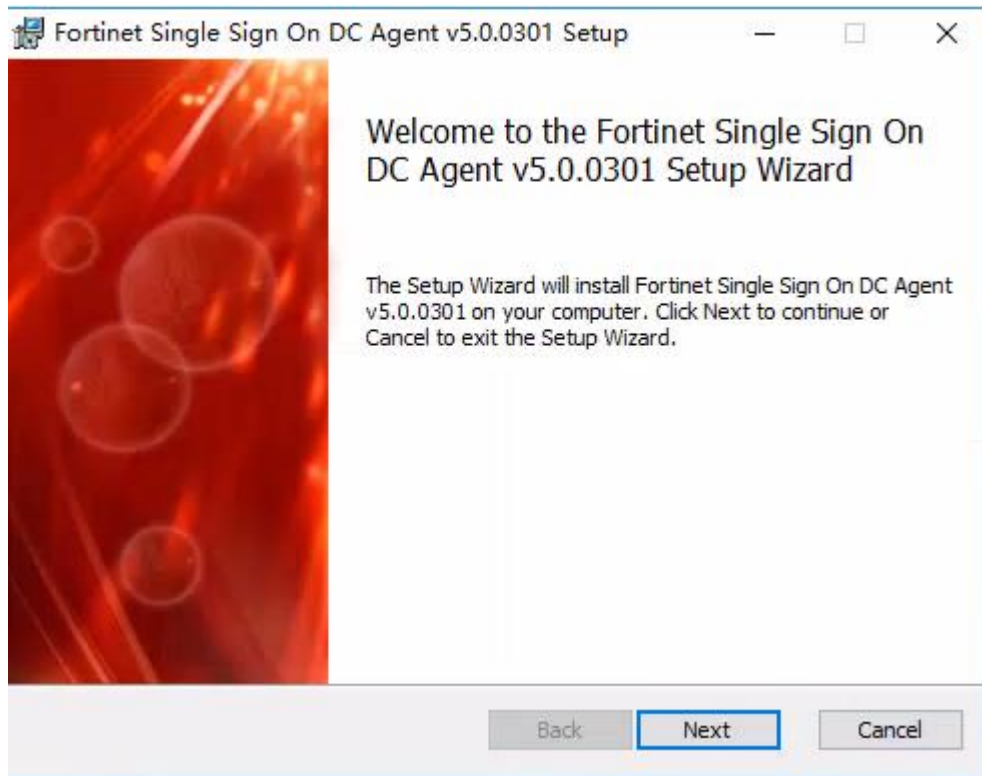 Fortinet Single Sign On DC Agent v5.0.0301 Setup
Welcome to the Fortinet Single Sign On
DC Agent v5.0.0301 Setup Wizard
The Setup Wizard will install Fortinet Single Sign On DC Agent
v5.0.0301 on your computer. Click Next to continue or
Cancel to exit the Setup Wizard.
Back Next Cancel